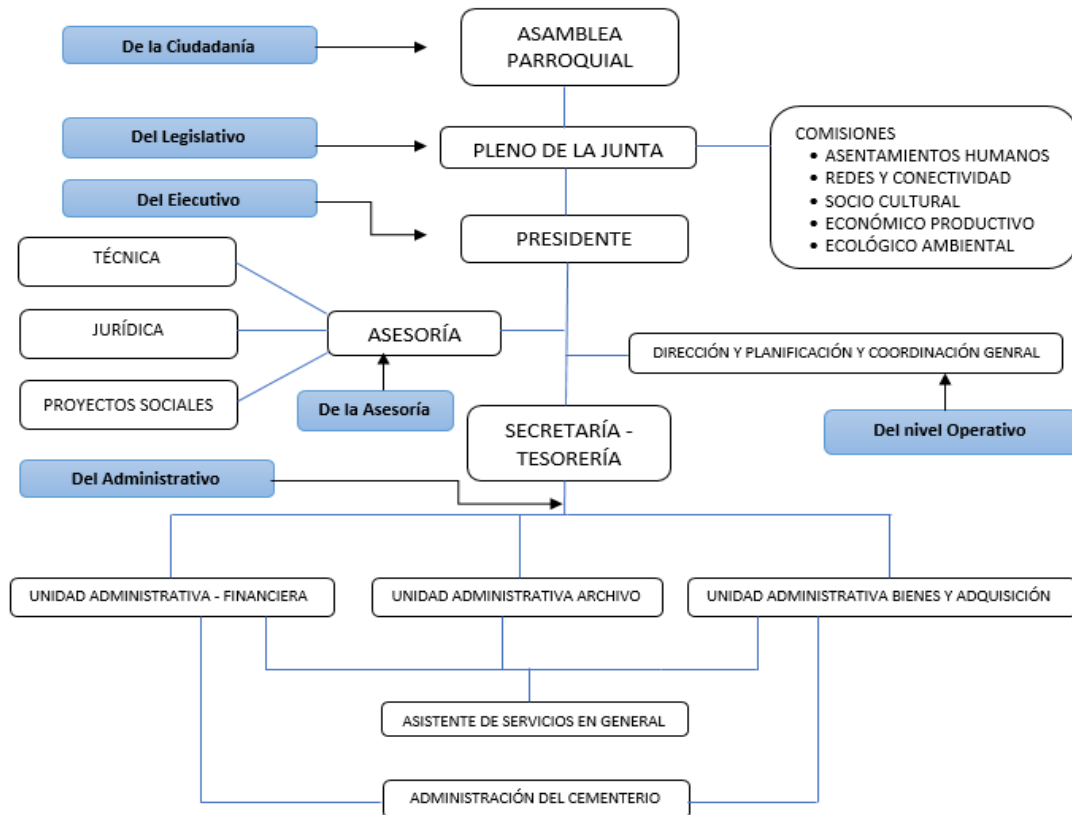 De la Ciudadanía
ASAMBLEA
PARROQUIAL
Del Legislativo
PLENO DE LA JUNTA
COMISIONES
• ASENTAMIENTOS HUMANOS
• REDES Y CONECTIVIDAD
• SOCIO CULTURAL
• ECONÓMICO PRODUCTIVO
• ECOLÓGICO AMBIENTAL
Del Eiecutivo
PRESIDENTE
TÉCNICA
JURÍDICA
PROYECTOS SOCIALES
ASESORÍA
De la Asesoría
DIRECCIÓN Y PLANIFICACIÓN Y COORDINACIÓN GENRAL
Del nivel Operativo
SECRETARÍA -
TESORERÍA
Del Administrativo
UNIDAD ADMINISTRATIVA - FINANCIERA
UNIDAD ADMINISTRATIVA ARCHIVO
UNIDAD ADMINISTRATIVA BIENES Y ADQUISICIÓN
ASISTENTE DE SERVICIOS EN GENERAL
ADMINISTRACIÓN DEL CEMENTERIO